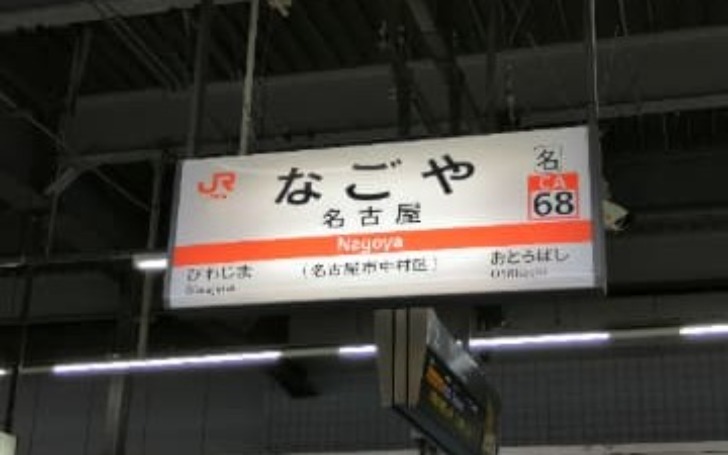 JR
なごや
名
CA
68
名古屋
Nagoya
びわじま
（名古屋市中村区）
おとうばし